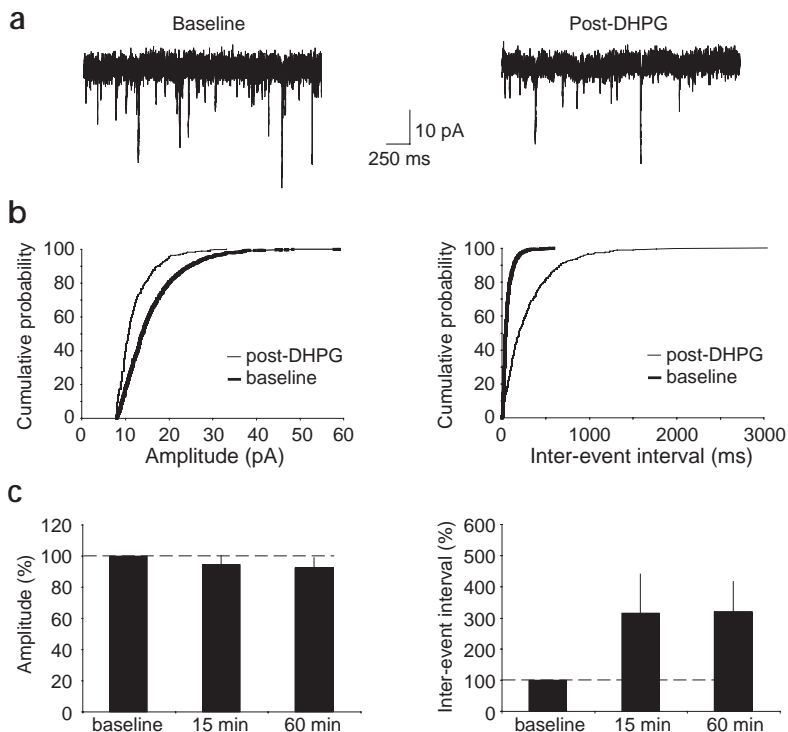 a
Baseline
Post-DHPG
10 pA
250 ms
b
Cumulative probability
100
80
60
40
20
0
0 10 20 30 40 50 60
Amplitude (pA)
post-DHPG
baseline
Cumulative probability
100
80
60
40
20
0
0 1000 2000 3000
Inter-event interval (ms)
post-DHPG
baseline
c
Amplitude (%)
120
100
80
60
40
20
0
baseline 15 min 60 min
Inter-event interval (%)
600
500
400
300
200
100
0
baseline 15 min 60 min